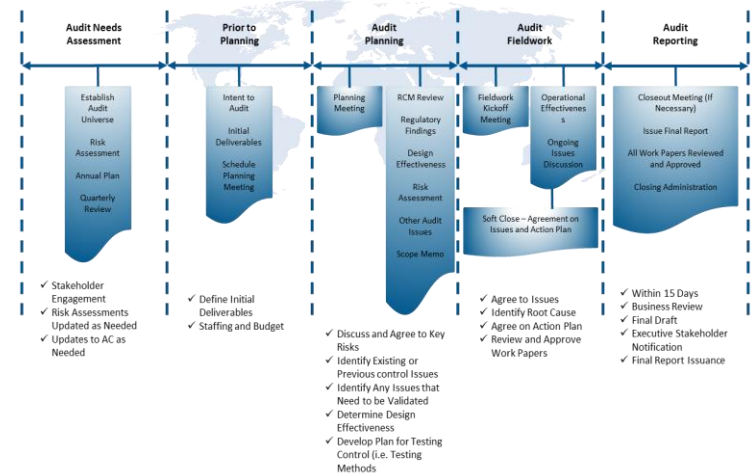 Audit Needs
Assessment
Prior to
Planning
Audit
Planning
Audit
Fieldwork
Audit
Reporting
Establish
Audit
Universe
Risk
Assessment
Annual Plan
Quarterly
Review
Intent to
Audit
Initial
Deliverables
Schedule
Planning
Meeting
Planning
Meeting
RCM Review
Regulatory
Findings
Design
Effectiveness
Risk
Assessment
Other Audit
Issues
Scope Memo
Fieldwork
Kickoff
Meeting
Operational
Effectivenes
s
Ongoing
Issues
Discussion
Soft Close – Agreement on
Issues and Action Plan
Closeout Meeting (If
Necessary)
Issue Final Report
All Work Papers Reviewed
and Approved
Closing Administration
✓ Stakeholder
Engagement
✓ Risk Assessments
Updated as Needed
✓ Updates to AC as
Needed
✓ Define Initial
Deliverables
✓ Staffing and Budget
✓ Discuss and Agree to Key
Risks
✓ Identify Existing or
Previous control Issues
✓ Identify Any Issues that
Need to be Validated
✓ Determine Design
Effectiveness
✓ Develop Plan for Testing
Control (i.e. Testing
Methods
✓ Agree to Issues
✓ Identify Root Cause
✓ Agree on Action Plan
✓ Review and Approve
Work Papers
✓ Within 15 Days
✓ Business Review
✓ Final Draft
✓ Executive Stakeholder
Notification
✓ Final Report Issuance